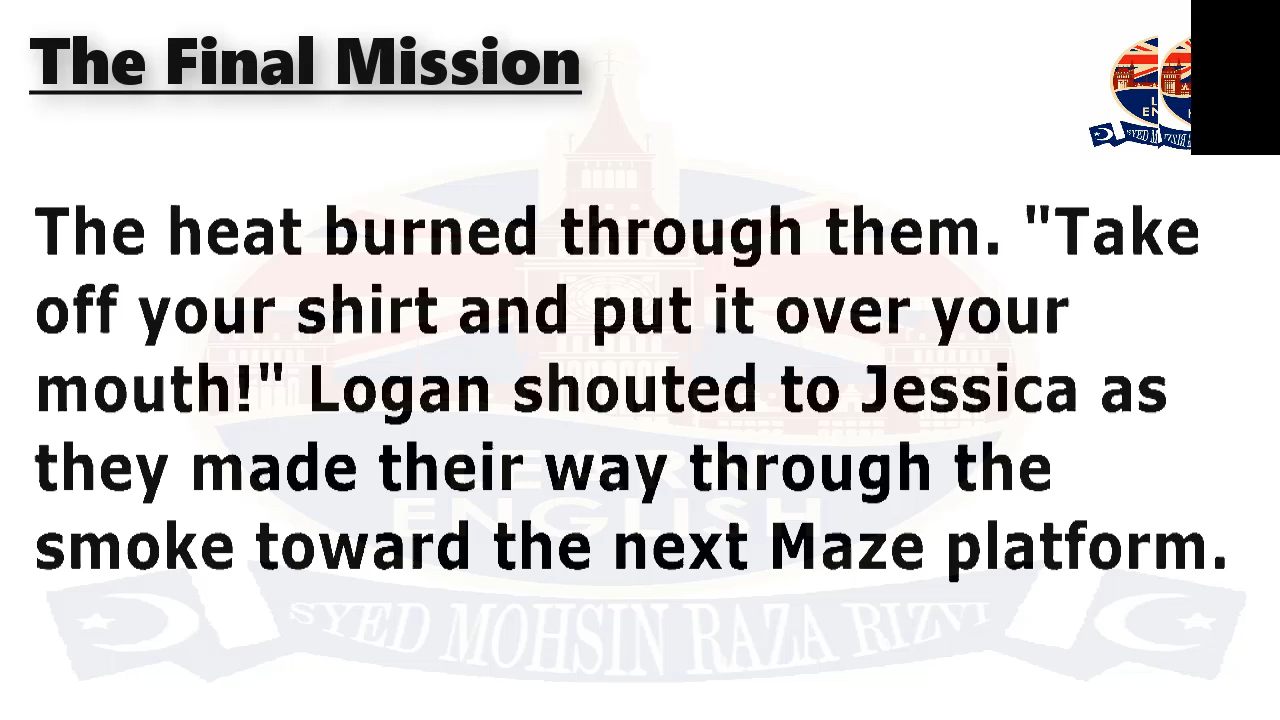 The Final Mission
The heat burned through them. "Take
off your shirt and put it over your
mouth!" Logan shouted to Jessica as
they made their way through the
smoke toward the next Maze platform.
LEARN
ENGLISH
SYED MOHSIN RAZA RIZVI